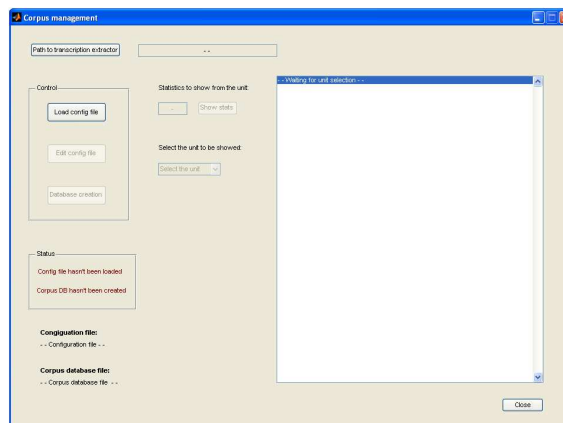 Corpus management
Path to transcription extractor
- -
Control
Load config file
Edit config file
Database creation
Statistics to show from the unit:
-
Show stats
Select the unit to be showed:
Select the unit
- - Waiting for unit selection - -
Status
Config file hasn't been loaded
Corpus DB hasn't been created
Congiguation file:
- - Configuration file - -
Corpus database file:
- - Corpus database file - -
Close